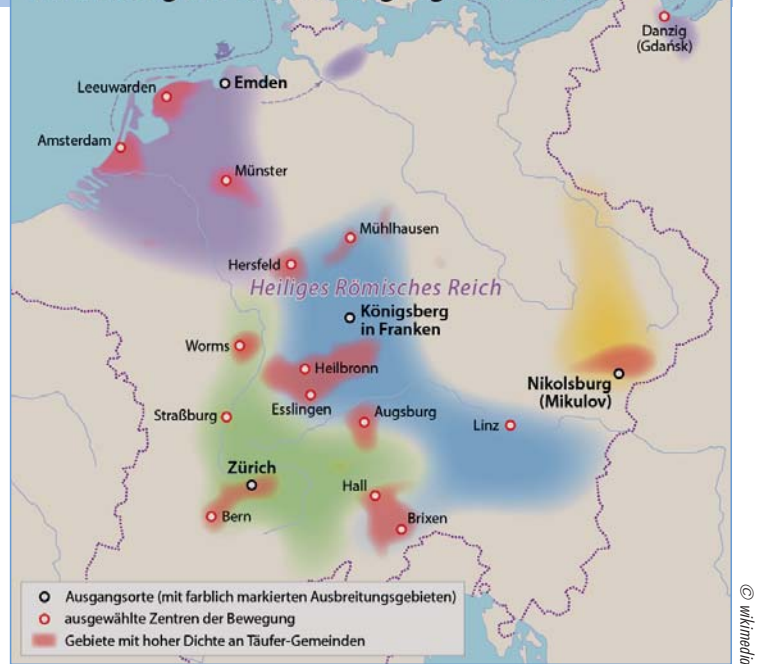 Danzig
(Gdańsk)
Leeuwarden
Emden
Amsterdam
Münster
Mühlhausen
Hersfeld
Heiliges Römisches Reich
Königsberg
in Franken
Worms
Heilbronn
Nikolsburg
(Mikulov)
Esslingen
Augsburg
Straßburg
Linz
Zürich
Hall
Bern
Brixen
Ausgangsorte (mit farblich markierten Ausbreitungsgebieten)
ausgewählte Zentren der Bewegung
Gebiete mit hoher Dichte an Täufer-Gemeinden
© wikimedia